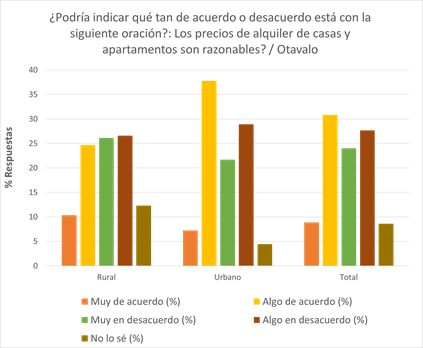 ¿Podría indicar qué tan de acuerdo o desacuerdo está con la
siguiente oración?: Los precios de alquiler de casas y
apartamentos son razonables? / Otavalo
40
35
30
25
20
15
10
5
0
% Respuestas
Rural Urbano Total
Muy de acuerdo (%) Algo de acuerdo (%)
Muy en desacuerdo (%) Algo en desacuerdo (%)
No lo sé (%)